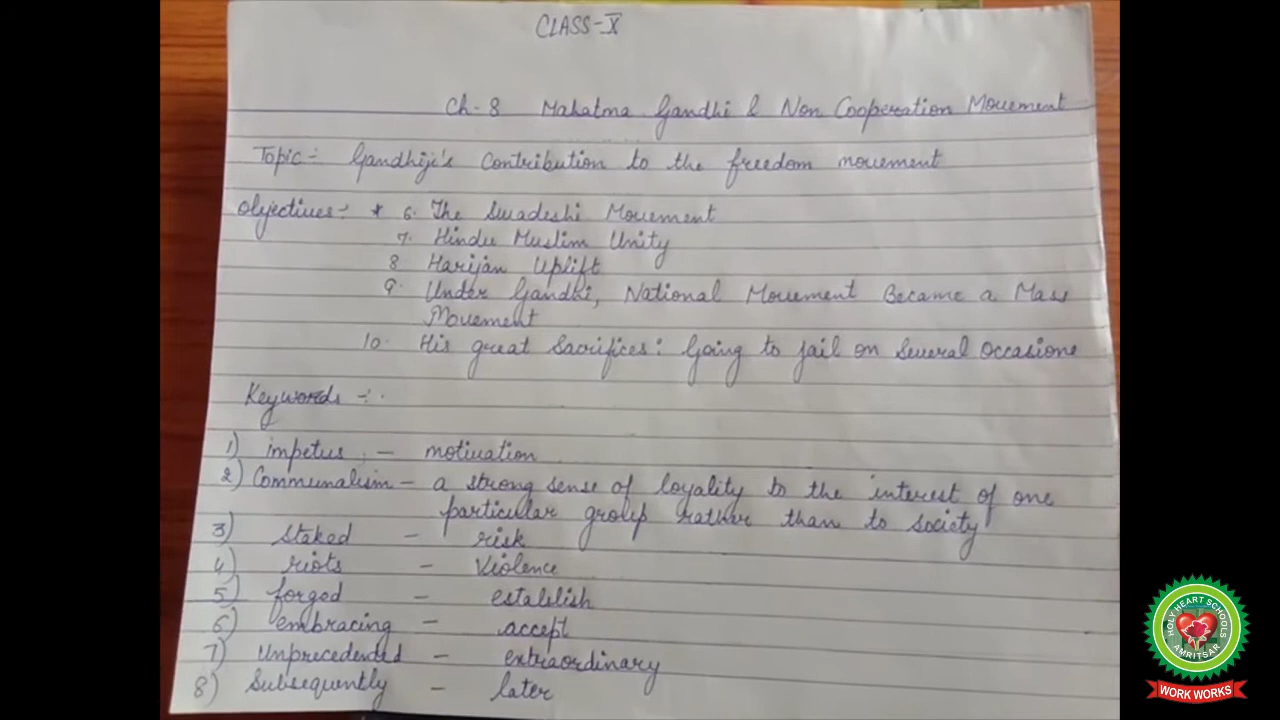 CLASS-X
Ch-8 Mahatma Gandhi & Non Cooperation Movement
Topic:- Gandhiji's Contribution to the freedom movement
Objectives:- * 6. The Swadeshi Movement
7. Hindu Muslim Unity
8 Harijan Uplift
9. Under Gandhi, National Movement Became a Mass
Movement
10. His great Sacrifices: Going to jail on Several Occasions
Keywords :-
1) impetus - motivation
2) Communalism - a strong sense of loyality to the interest of one
particular group rather than to society
3) staked - risk
4) riots - Violence
5) forged - establish
6) embracing - accept
7) Unprecedented - extraordinary
8) Subsequently - later
HOLY HEART SCHOOLS
AMRITSAR
WORK WORKS